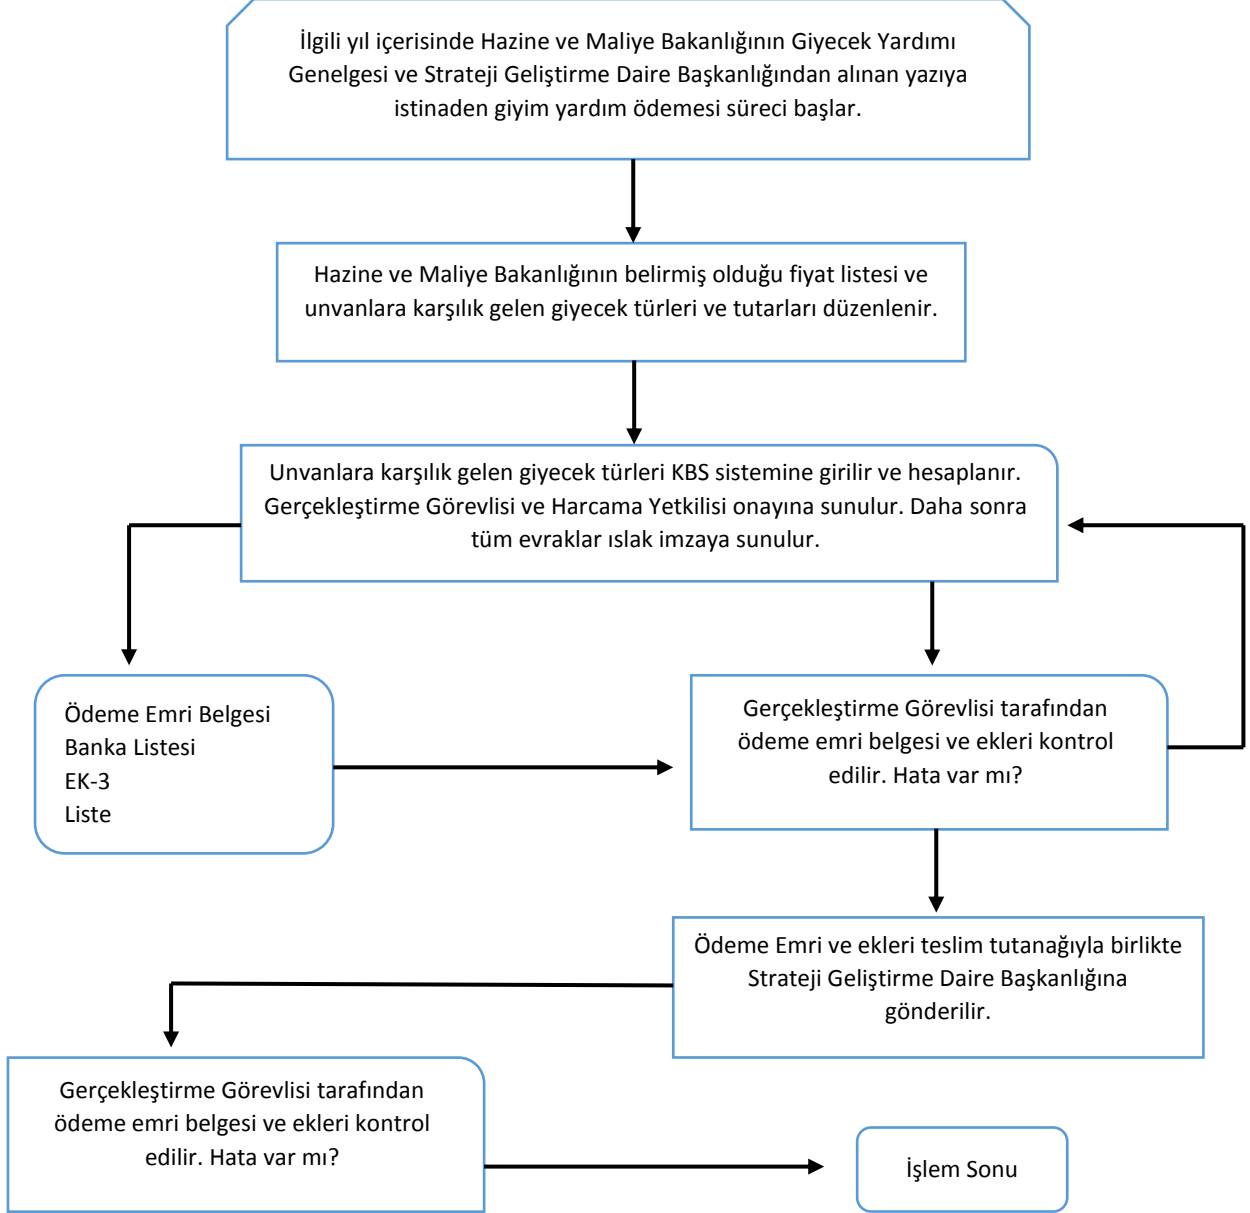 İlgili yıl içerisinde Hazine ve Maliye Bakanlığının Giyecek Yardımı
Genelgesi ve Strateji Geliştirme Daire Başkanlığından alınan yazıya
istinaden giyim yardım ödemesi süreci başlar.
Hazine ve Maliye Bakanlığının belirmiş olduğu fiyat listesi ve
unvanlara karşılık gelen giyecek türleri ve tutarları düzenlenir.
Unvanlara karşılık gelen giyecek türleri KBS sistemine girilir ve hesaplanır.
Gerçekleştirme Görevlisi ve Harcama Yetkilisi onayına sunulur. Daha sonra
tüm evraklar ıslak imzaya sunulur.
Ödeme Emri Belgesi
Banka Listesi
EK-3
Liste
Gerçekleştirme Görevlisi tarafından
ödeme emri belgesi ve ekleri kontrol
edilir. Hata var mı?
Ödeme Emri ve ekleri teslim tutanağıyla birlikte
Strateji Geliştirme Daire Başkanlığına
gönderilir.
Gerçekleştirme Görevlisi tarafından
ödeme emri belgesi ve ekleri kontrol
edilir. Hata var mı?
İşlem Sonu